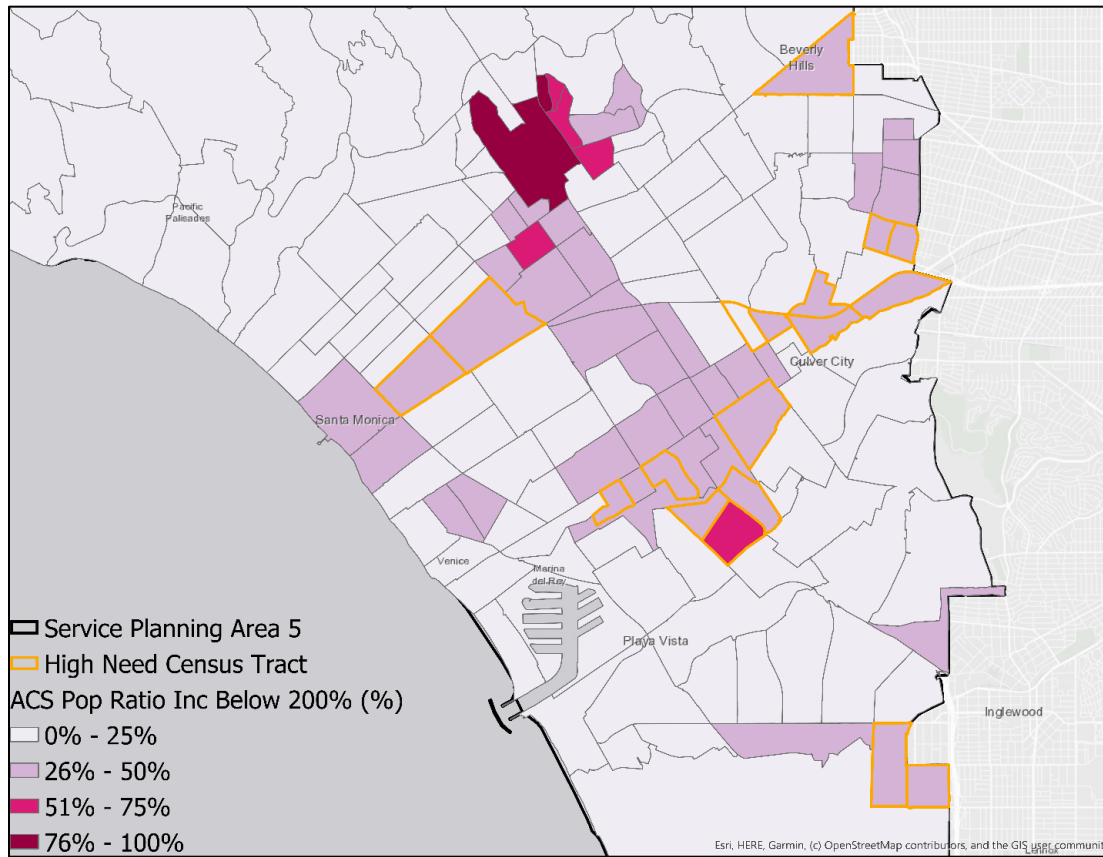 Beverly
Hills
Pacific
Palisades
Culver City
Santa Monica
Venice
Marina
del Rey
Playa Vista
Inglewood
Service Planning Area 5
High Need Census Tract
ACS Pop Ratio Inc Below 200% (%)
0% - 25%
26% - 50%
51% - 75%
76% - 100%
Esri, HERE, Garmin, (c) OpenStreetMap contributors, and the GIS user communit
Lennox